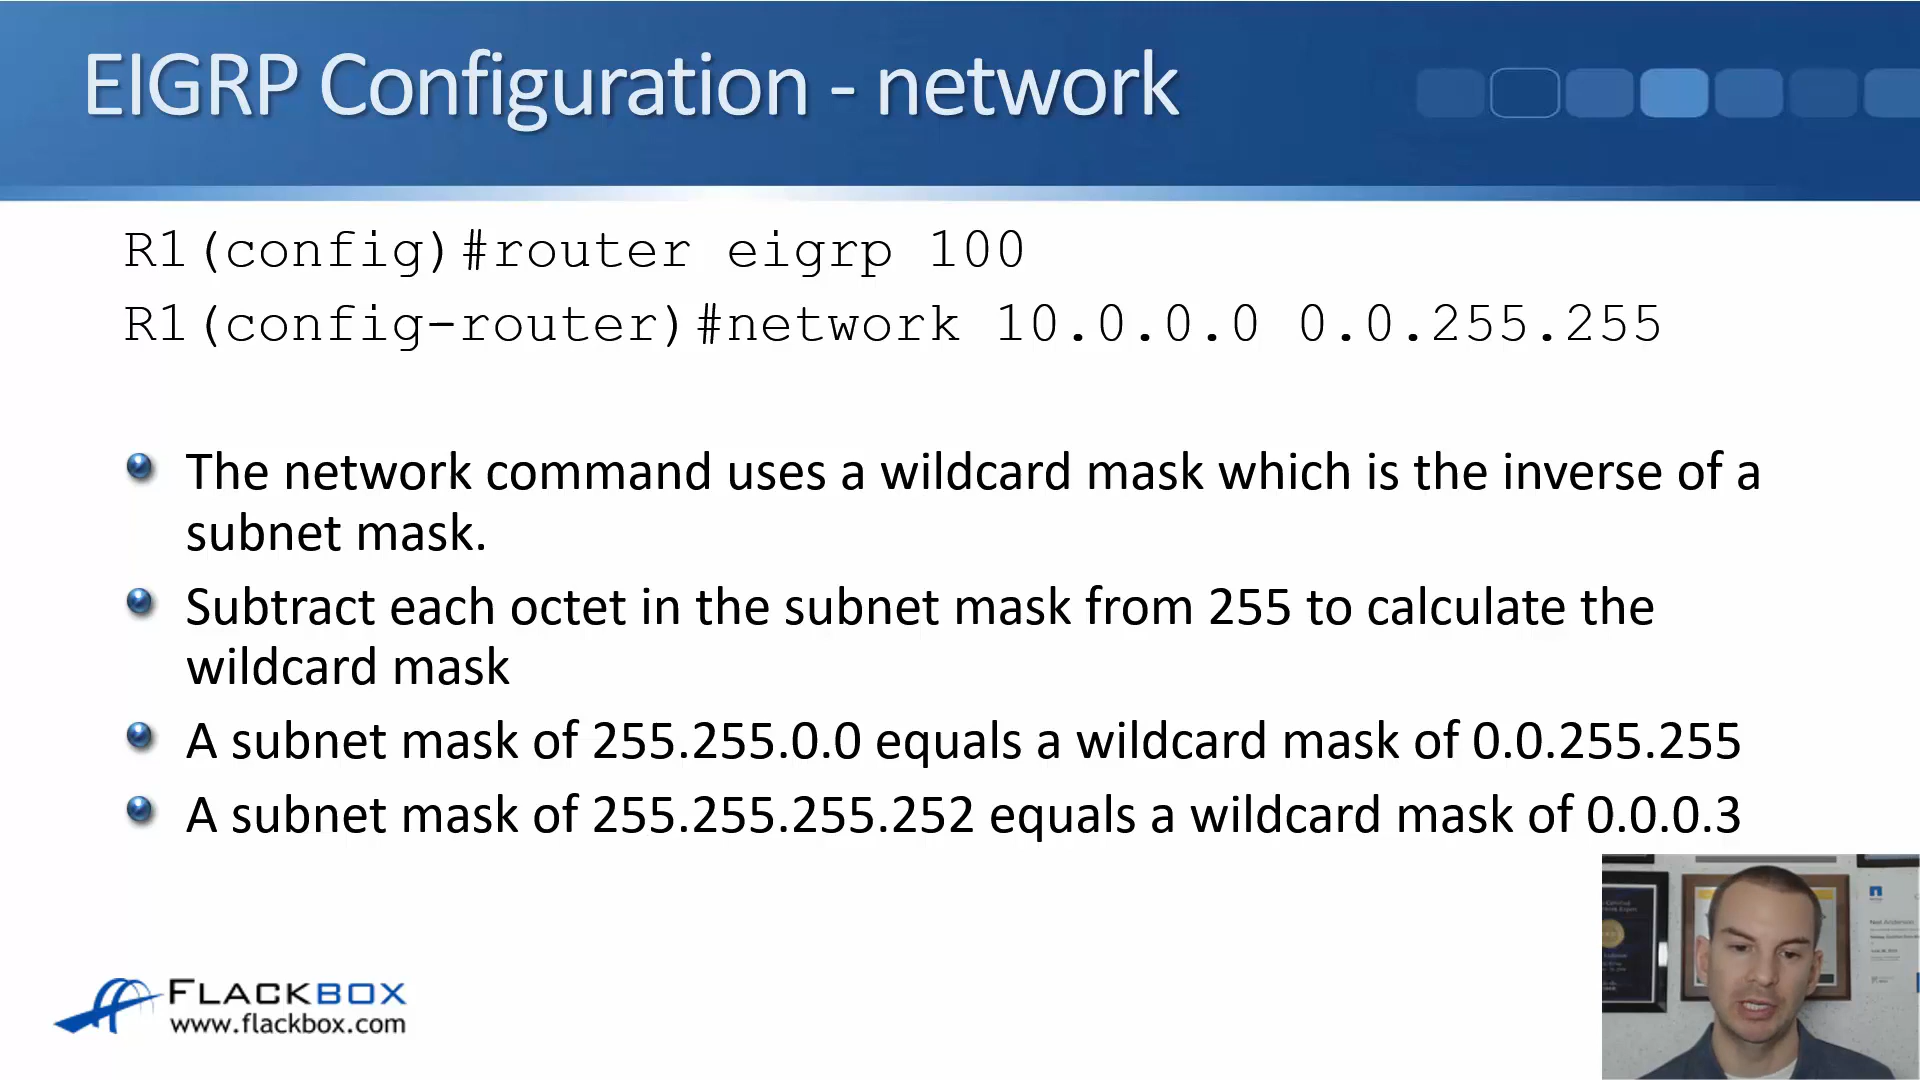 EIGRP Configuration - network
R1(config)#router eigrp 100
R1(config-router)#network 10.0.0.0 0.0.255.255
The network command uses a wildcard mask which is the inverse of a
subnet mask.
Subtract each octet in the subnet mask from 255 to calculate the
wildcard mask
A subnet mask of 255.255.0.0 equals a wildcard mask of 0.0.255.255
A subnet mask of 255.255.255.252 equals a wildcard mask of 0.0.0.3
FLACKBOX
www.flackbox.com